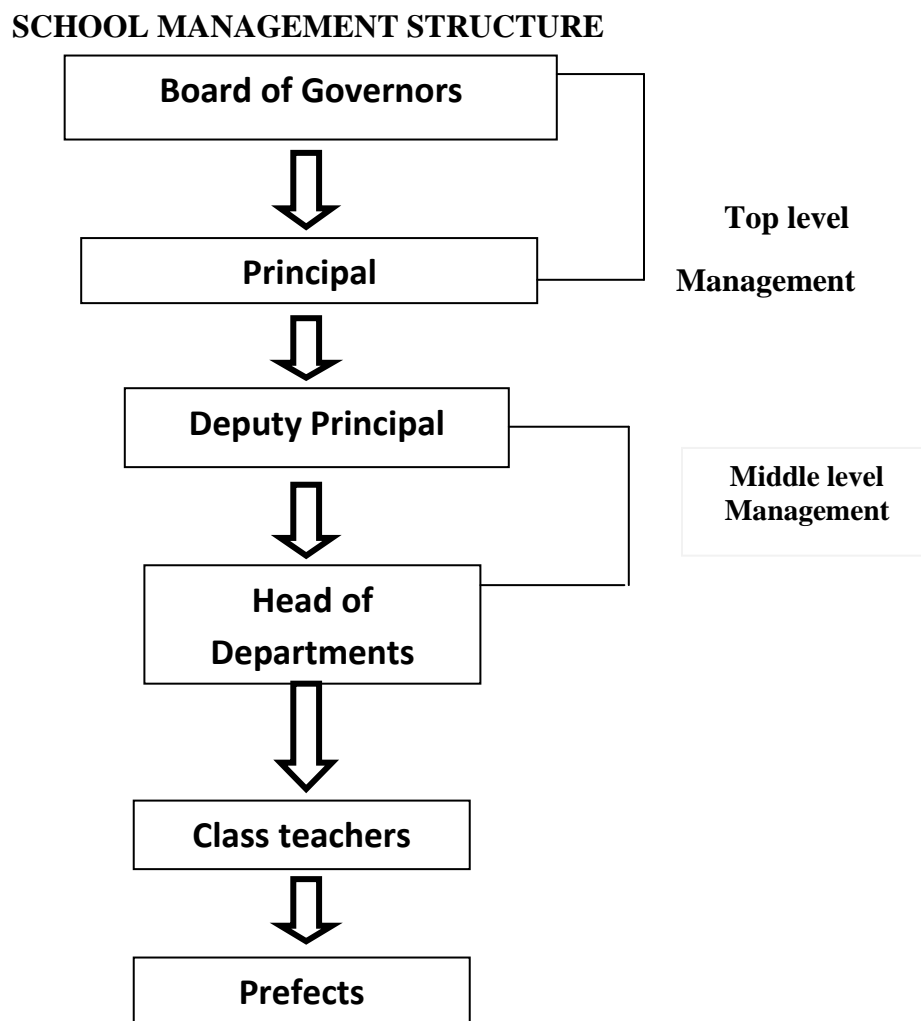 SCHOOL MANAGEMENT STRUCTURE
Board of Governors
Top level
Management
Principal
Deputy Principal
Middle level
Management
Head of
Departments
Class teachers
Prefects